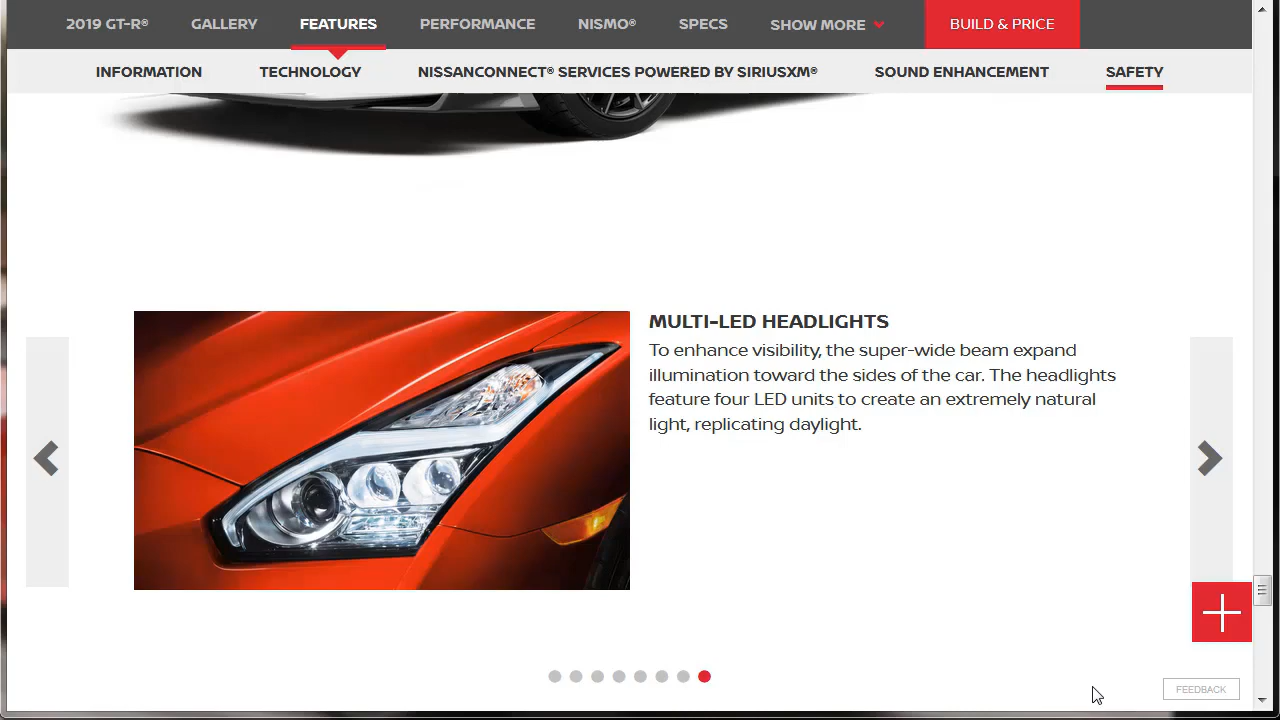 2019 GT-R®
GALLERY
FEATURES
PERFORMANCE
NISMO®
SPECS
SHOW MORE
BUILD & PRICE
INFORMATION
TECHNOLOGY
NISSANCONNECT® SERVICES POWERED BY SIRIUSXM®
SOUND ENHANCEMENT
SAFETY
MULTI-LED HEADLIGHTS
To enhance visibility, the super-wide beam expand
illumination toward the sides of the car. The headlights
feature four LED units to create an extremely natural
light, replicating daylight.
FEEDBACK